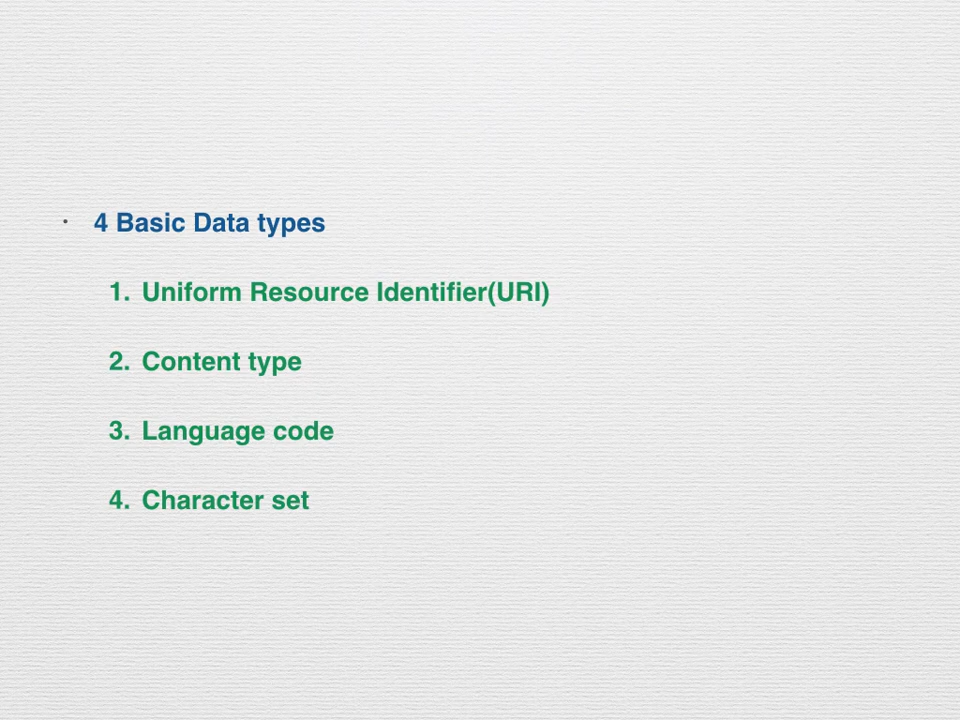 • 4 Basic Data types
1. Uniform Resource Identifier(URI)
2. Content type
3. Language code
4. Character set